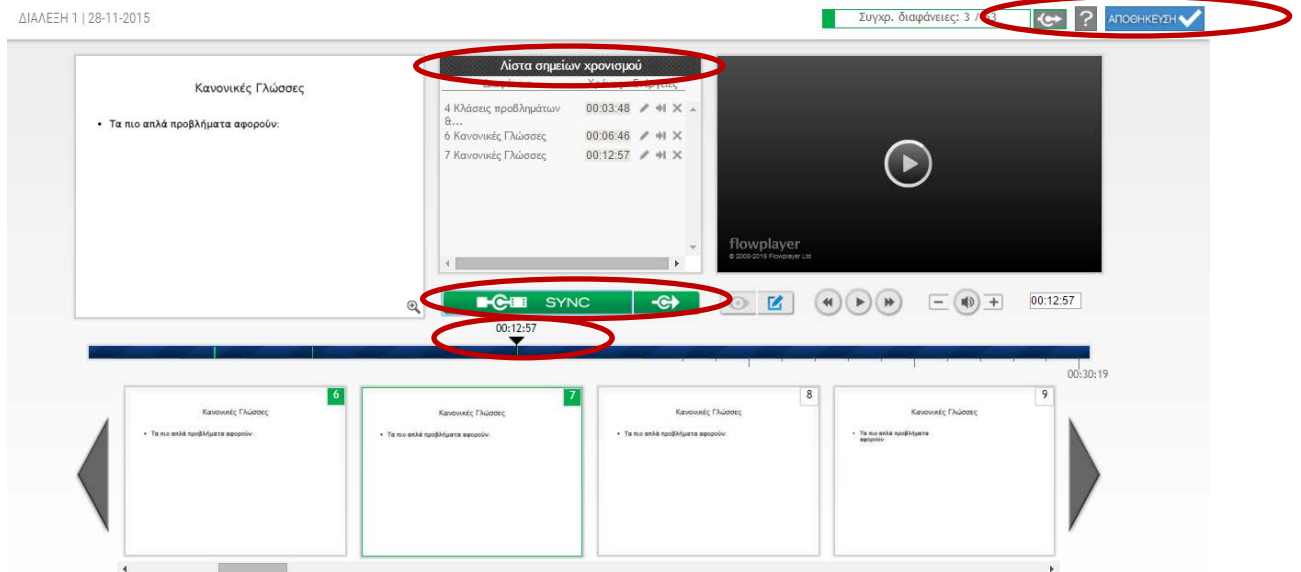 ΔΙΑΛΕΞΗ 1 | 28-11-2015
Συγχρ. διαφάνειες: 3 /
?
ΑΠΟΘΗΚΕΥΣΗ
Κανονικές Γλώσσες
• Τα πιο απλά προβλήματα αφορούν:
Λίστα σημείων χρονισμού
4 Κλάσεις προβλημάτων &... 00:03:48
6 Κανονικές Γλώσσες 00:06:46
7 Κανονικές Γλώσσες 00:12:57
flowplayer
© 2008-2015 Flowplayer Ltd
SYNC
00:12:57
00:12:57
00:30:19
6
Κανονικές Γλώσσες
• Τα πιο απλά προβλήματα αφορούν:
7
Κανονικές Γλώσσες
• Τα πιο απλά προβλήματα αφορούν:
8
Κανονικές Γλώσσες
• Τα πιο απλά προβλήματα αφορούν:
9
Κανονικές Γλώσσες
• Τα πιο απλά προβλήματα
αφορούν: